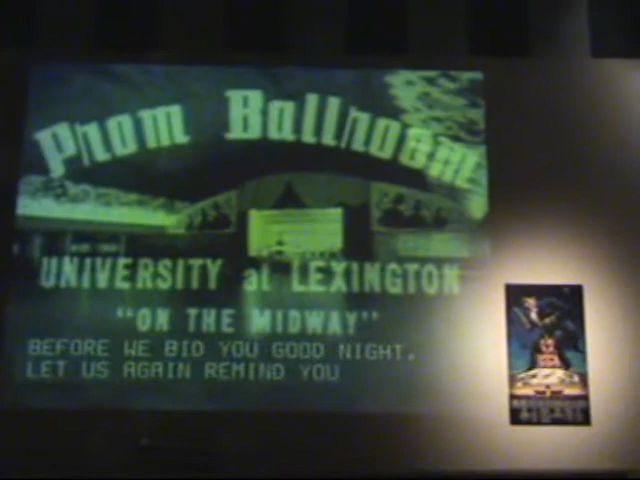 Prom Ballroom
UNIVERSITY at LEXINGTON
"ON THE MIDWAY"
BEFORE WE BID YOU GOOD NIGHT,
LET US AGAIN REMIND YOU